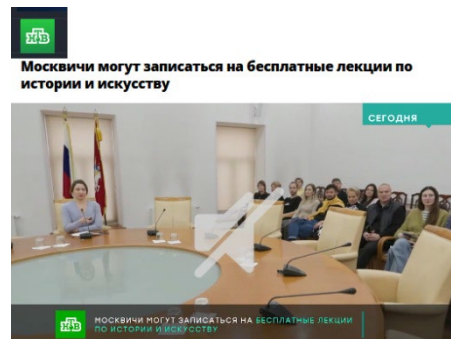 НТВ
Москвичи могут записаться на бесплатные лекции по
истории и искусству
СЕГОДНЯ
НТВ
МОСКВИЧИ МОГУТ ЗАПИСАТЬСЯ НА БЕСПЛАТНЫЕ ЛЕКЦИИ
ПО ИСТОРИИ И ИСКУССТВУ